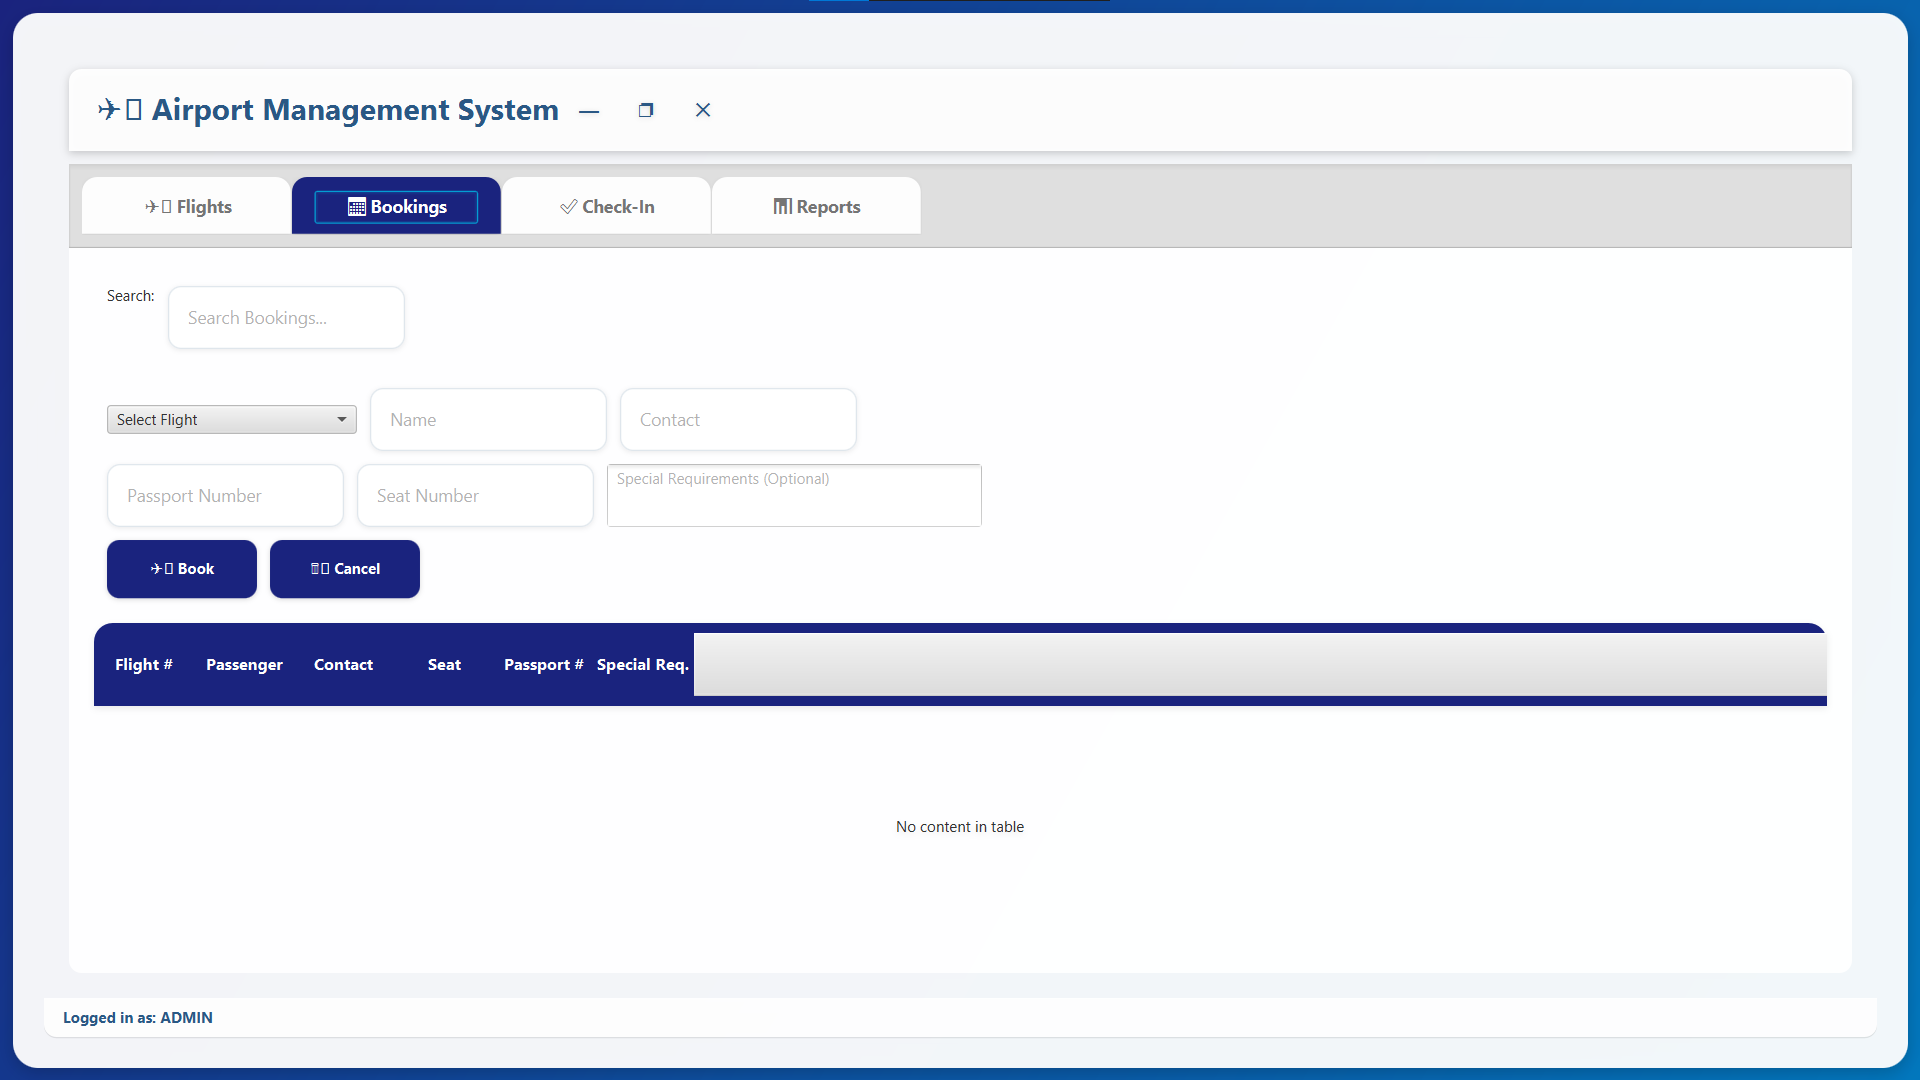 ✈️ Airport Management System
✈️ Flights
📅 Bookings
✅ Check-In
📊 Reports
Search:
Search Bookings...
Select Flight
Name
Contact
Passport Number
Seat Number
Special Requirements (Optional)
✈️ Book
🗑️ Cancel
Flight # Passenger Contact Seat Passport # Special Req.
No content in table
Logged in as: ADMIN